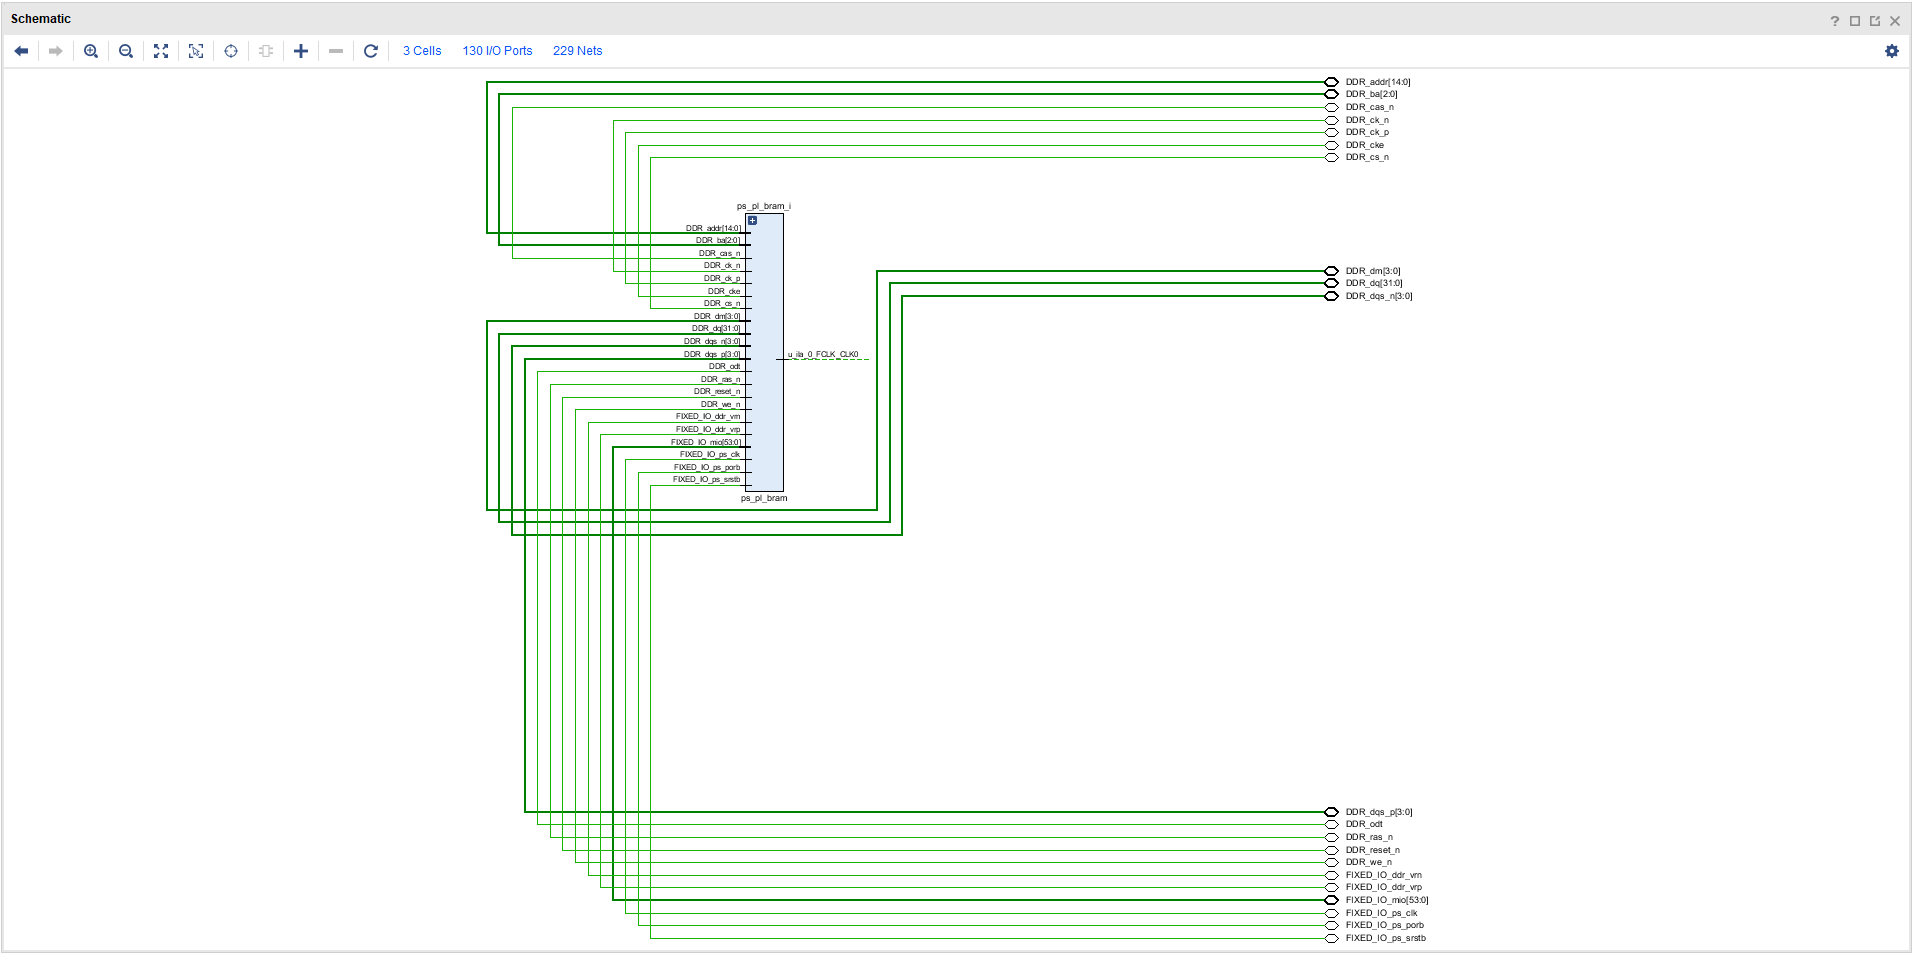 Schematic
3 Cells 130 I/O Ports 229 Nets
DDR_addr[14:0]
DDR_ba[2:0]
DDR_cas_n
DDR_ck_n
DDR_ck_p
DDR_cke
DDR_cs_n
ps_pl_bram_i
DDR_addr[14:0]
DDR_ba[2:0]
DDR_cas_n
DDR_ck_n
DDR_ck_p
DDR_cke
DDR_cs_n
DDR_dm[3:0]
DDR_dq[31:0]
DDR_dqs_n[3:0]
DDR_dqs_p[3:0]
DDR_odt
DDR_ras_n
DDR_reset_n
DDR_we_n
FIXED_IO_ddr_vrn
FIXED_IO_ddr_vrp
FIXED_IO_mio[53:0]
FIXED_IO_ps_clk
FIXED_IO_ps_porb
FIXED_IO_ps_srstb
u_ila_0_FCLK_CLK0
ps_pl_bram
DDR_dm[3:0]
DDR_dq[31:0]
DDR_dqs_n[3:0]
DDR_dqs_p[3:0]
DDR_odt
DDR_ras_n
DDR_reset_n
DDR_we_n
FIXED_IO_ddr_vrn
FIXED_IO_ddr_vrp
FIXED_IO_mio[53:0]
FIXED_IO_ps_clk
FIXED_IO_ps_porb
FIXED_IO_ps_srstb